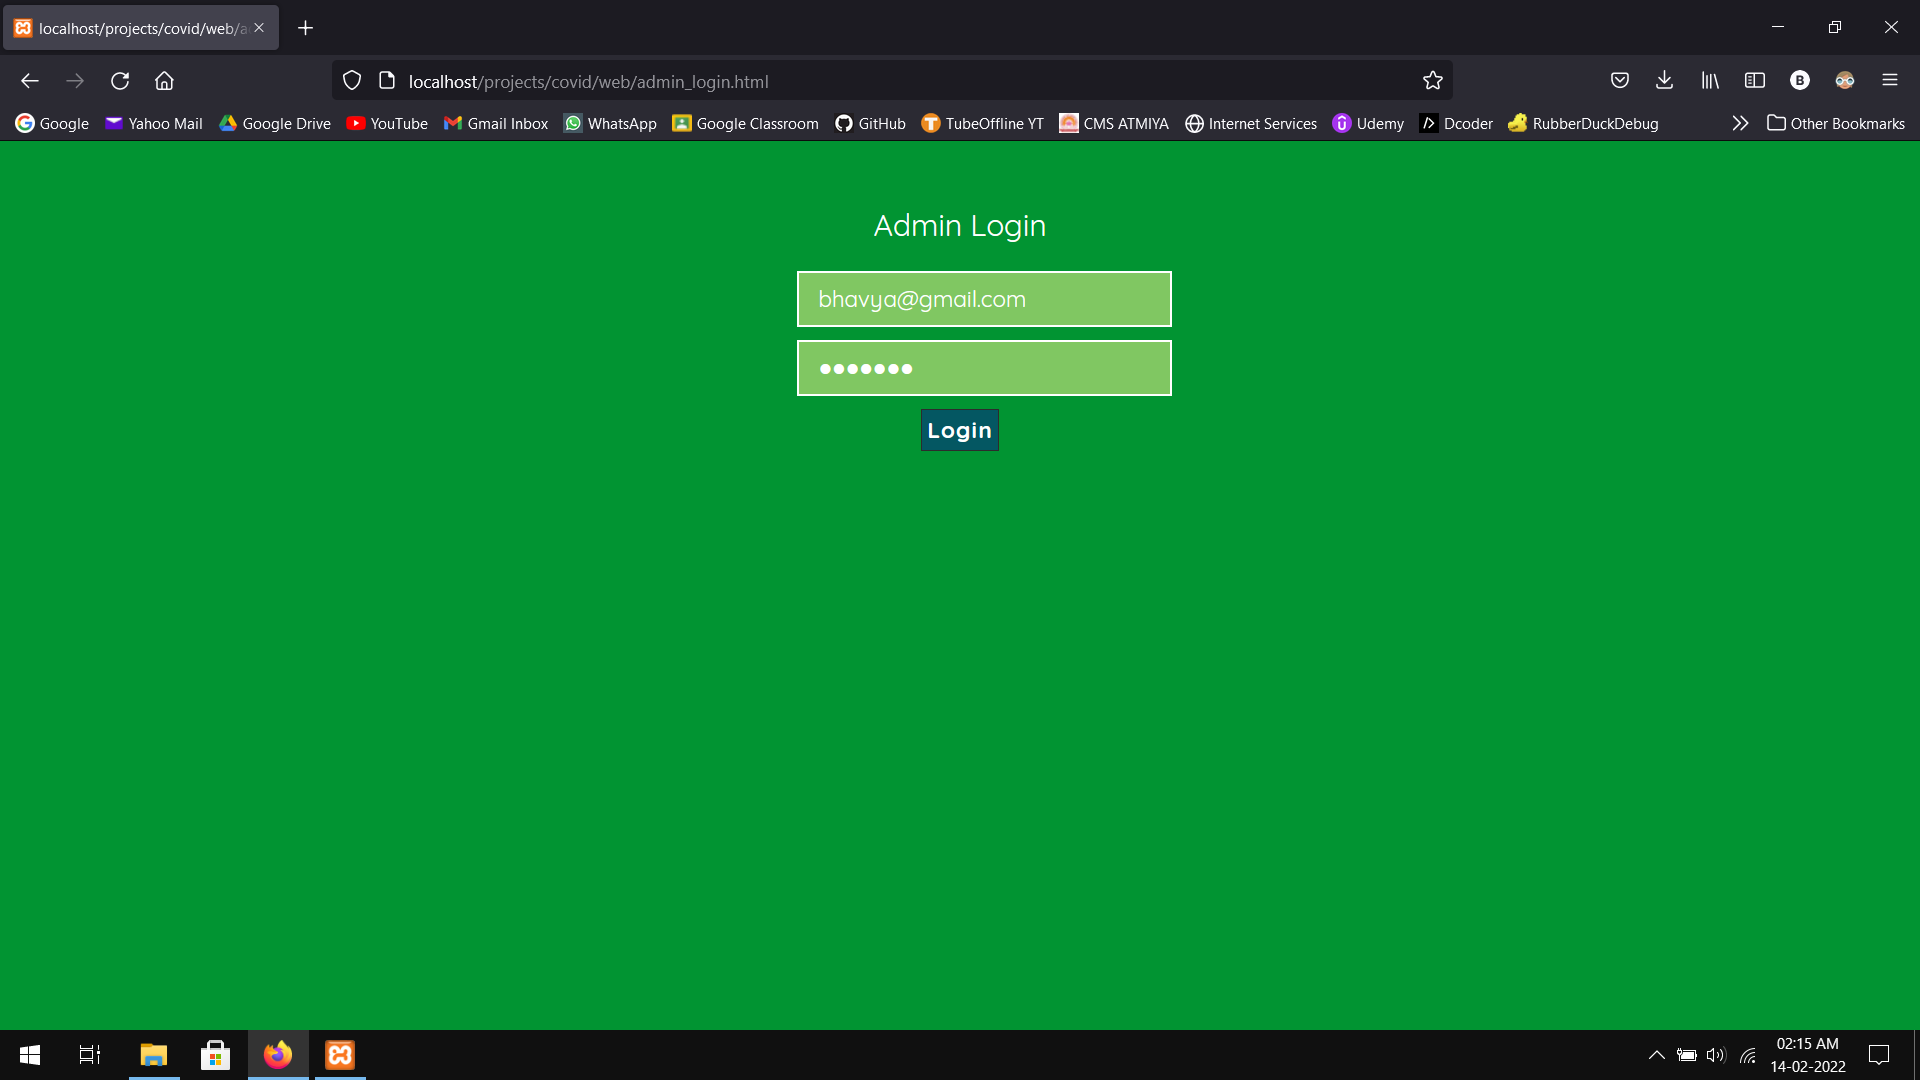 localhost/projects/covid/web/a
localhost/projects/covid/web/admin_login.html
Google Yahoo Mail Google Drive YouTube Gmail Inbox WhatsApp Google Classroom GitHub TubeOffline YT CMS ATMIYA Internet Services Udemy Dcoder RubberDuckDebug Other Bookmarks
Admin Login
bhavya@gmail.com
●●●●●●●
Login
02:15 AM
14-02-2022